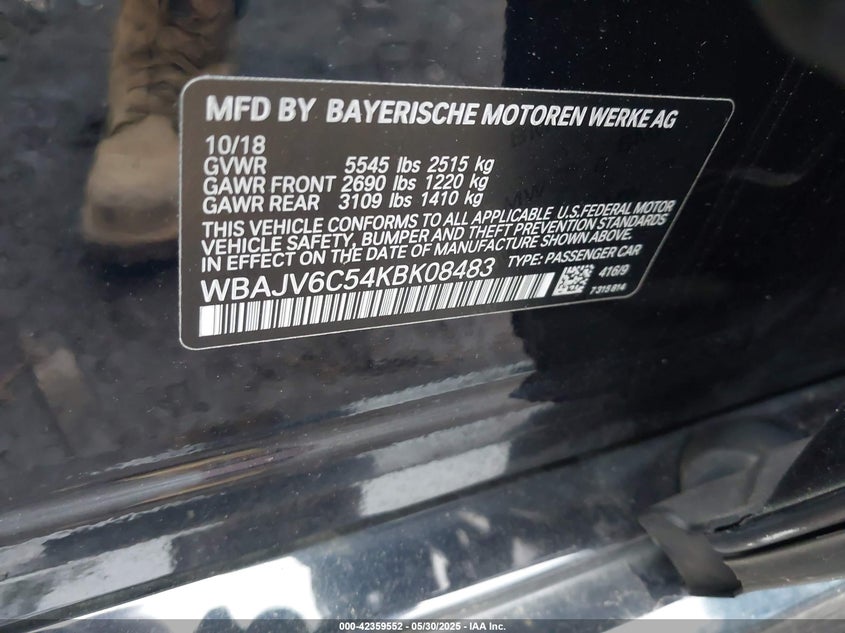 MFD BY BAYERISCHE MOTOREN WERKE AG
10/18
GVWR 5545 lbs 2515 kg
GAWR FRONT 2690 lbs 1220 kg
GAWR REAR 3109 lbs 1410 kg
THIS VEHICLE CONFORMS TO ALL APPLICABLE U.S.FEDERAL MOTOR
VEHICLE SAFETY, BUMPER AND THEFT PREVENTION STANDARDS
IN EFFECT ON THE DATE OF MANUFACTURE SHOWN ABOVE.
WBAJV6C54KBK08483 TYPE: PASSENGER CAR
416/9
7315814
000-42359552 - 05/30/2025 - IAA Inc.